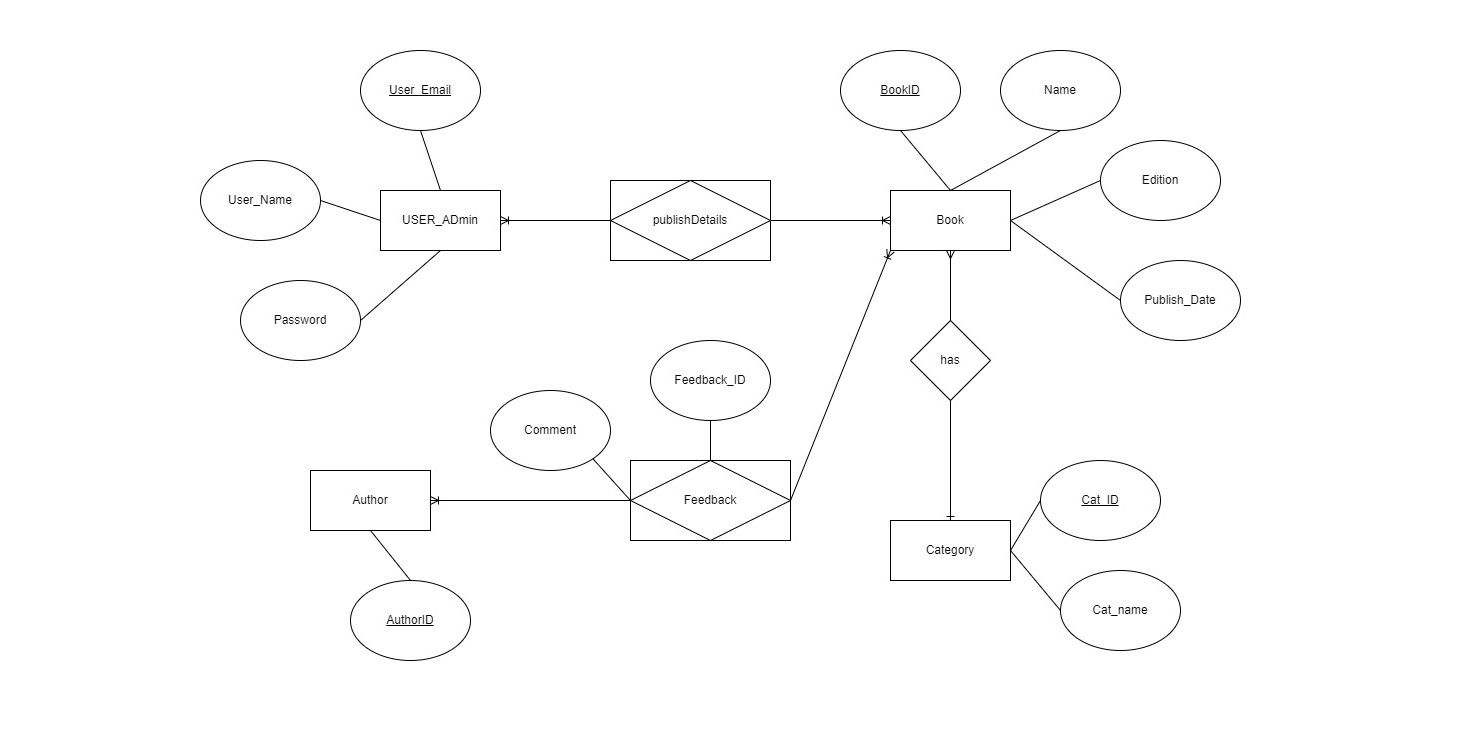 User_Email
BookID
Name
Edition
User_Name
USER_ADmin
publishDetails
Book
Publish_Date
Password
has
Feedback_ID
Comment
Author
Feedback
Cat_ID
Category
Cat_name
AuthorID